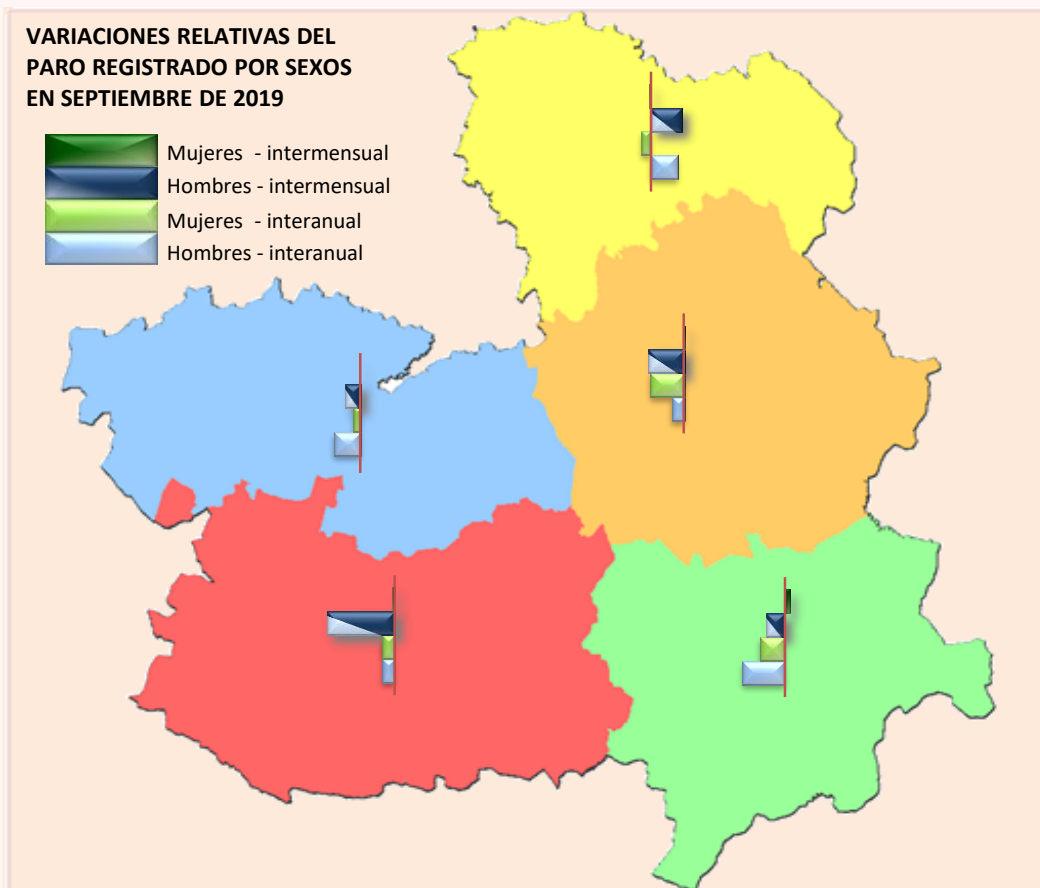 VARIACIONES RELATIVAS DEL
PARO REGISTRADO POR SEXOS
EN SEPTIEMBRE DE 2019
Mujeres - intermensual
Hombres - intermensual
Mujeres - interanual
Hombres - interanual